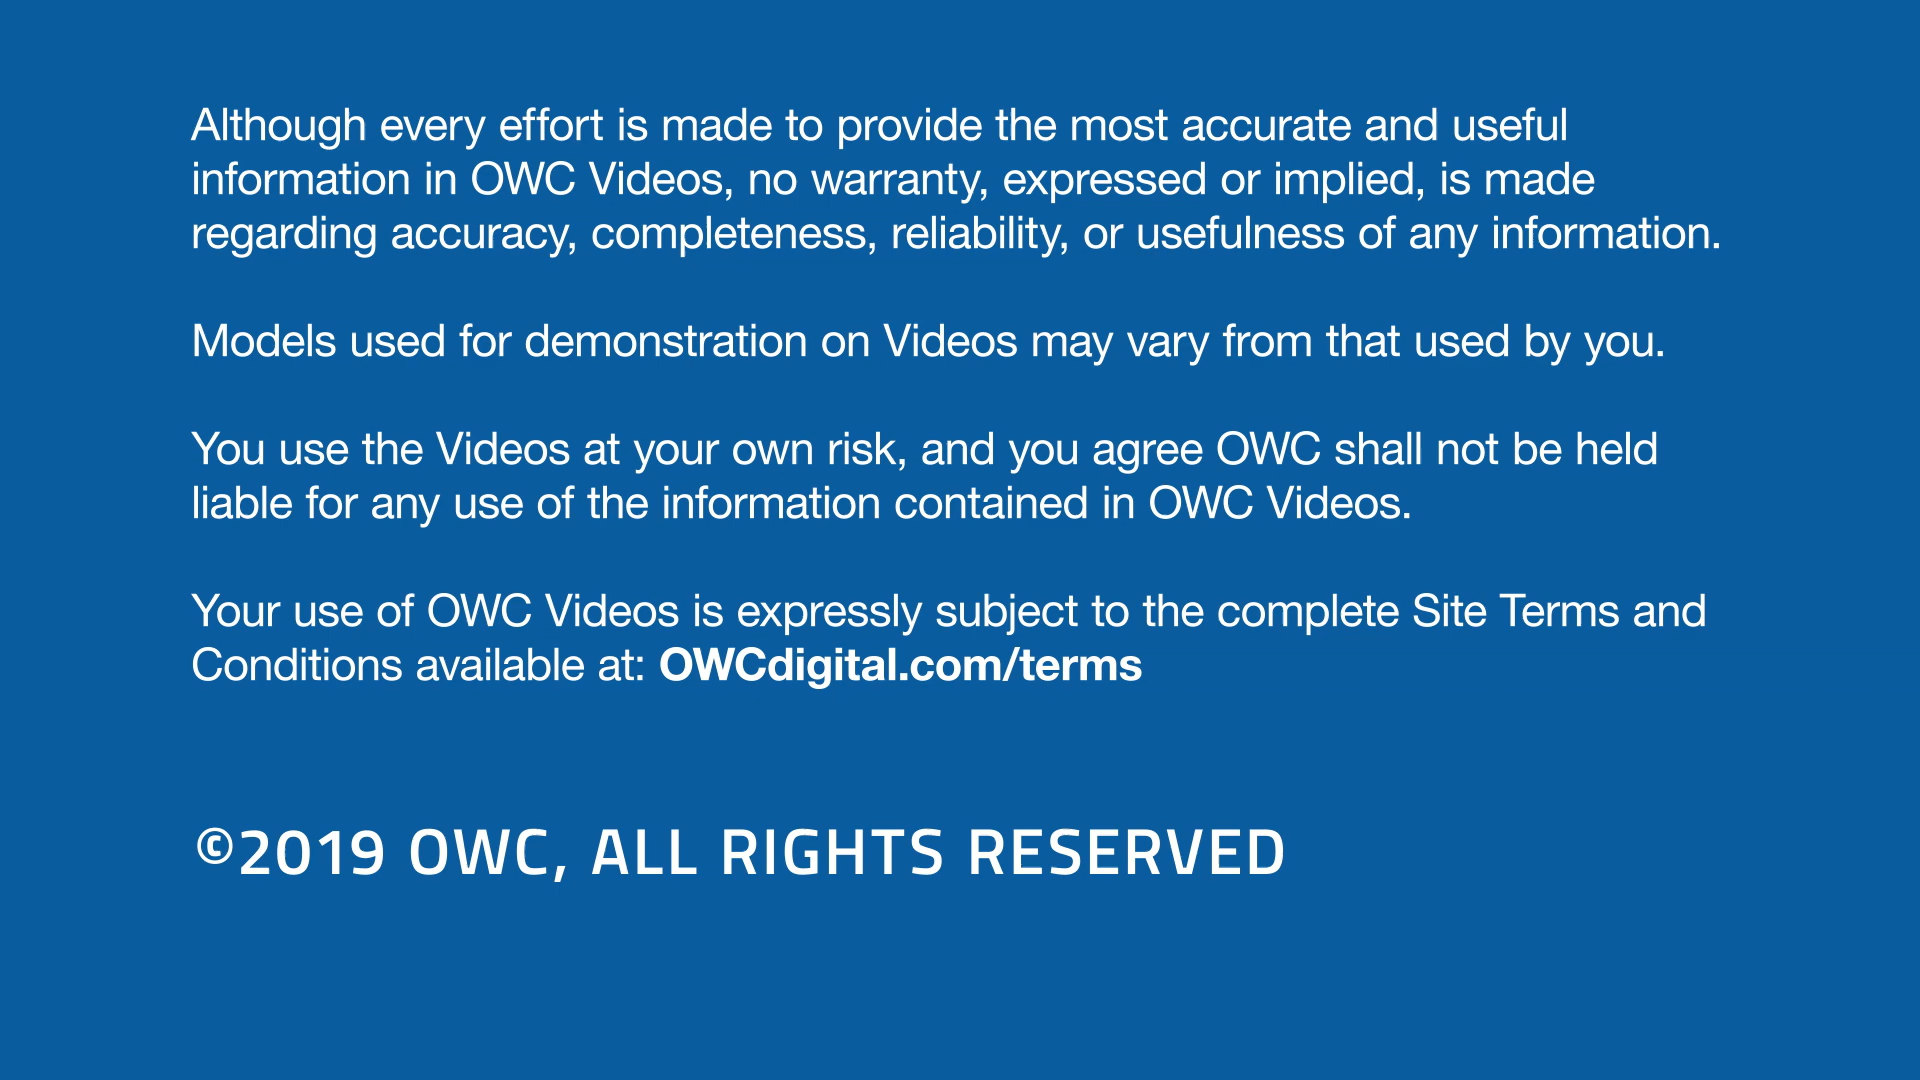 Although every effort is made to provide the most accurate and useful
information in OWC Videos, no warranty, expressed or implied, is made
regarding accuracy, completeness, reliability, or usefulness of any information.
Models used for demonstration on Videos may vary from that used by you.
You use the Videos at your own risk, and you agree OWC shall not be held
liable for any use of the information contained in OWC Videos.
Your use of OWC Videos is expressly subject to the complete Site Terms and
Conditions available at: OWCdigital.com/terms
©2019 OWC, ALL RIGHTS RESERVED